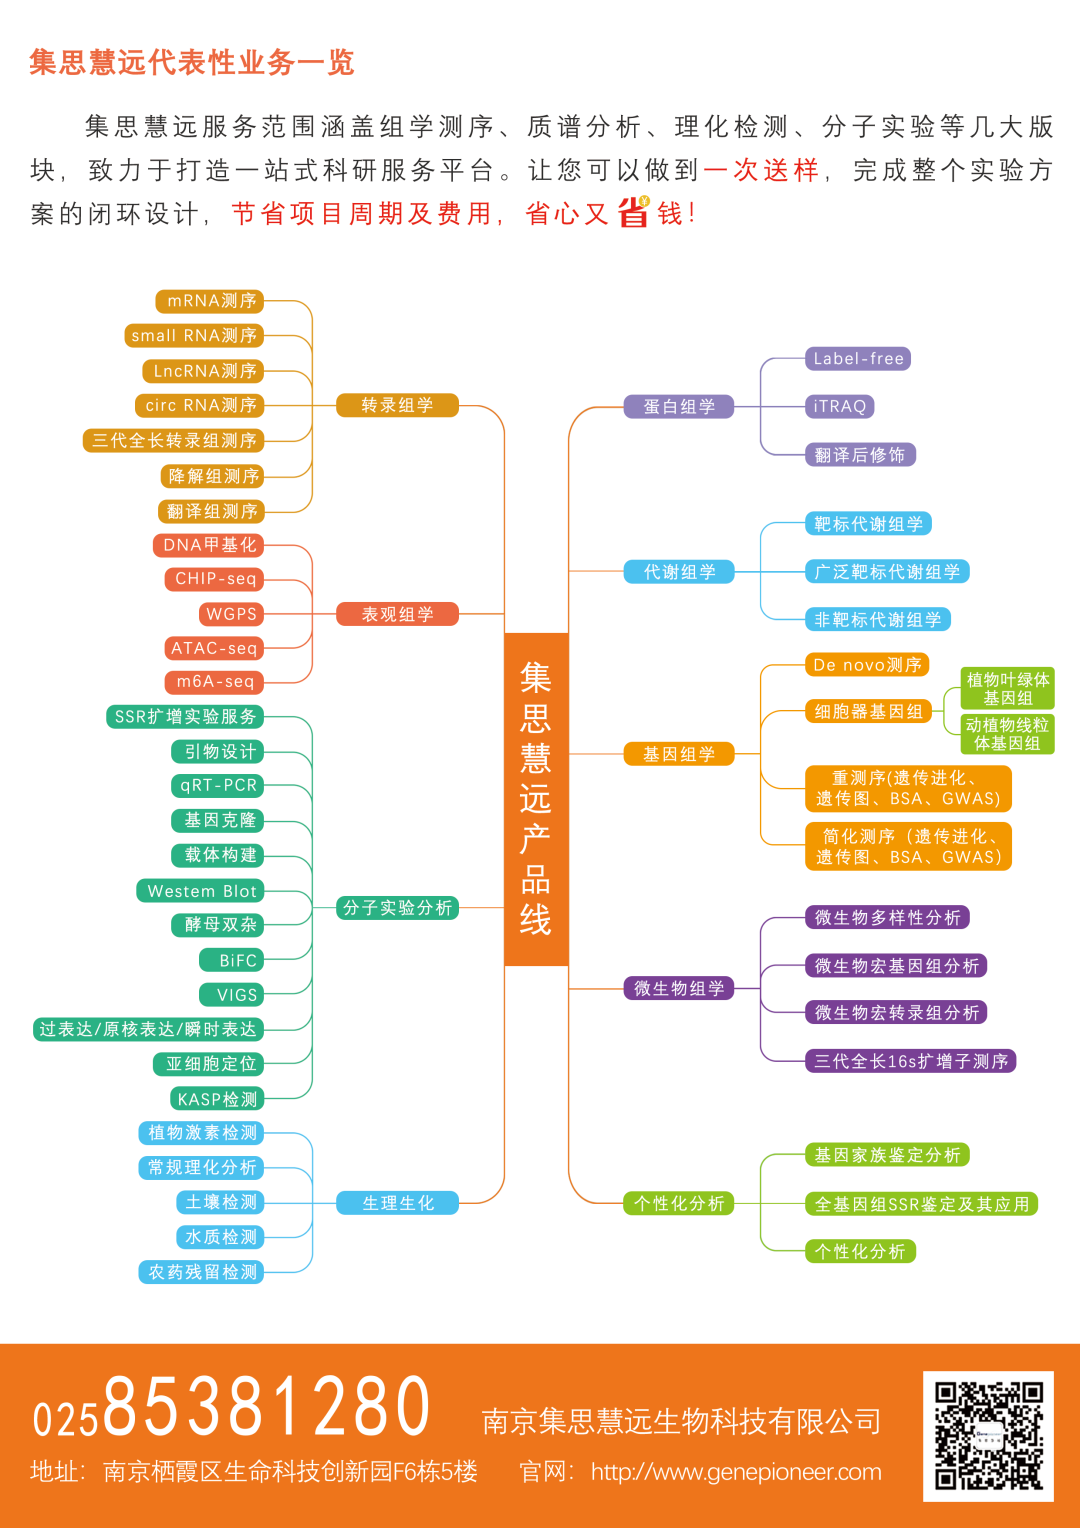 集思慧远代表性业务一览
集思慧远服务范围涵盖组学测序、质谱分析、理化检测、分子实验等几大版
块，致力于打造一站式科研服务平台。让您可以做到一次送样，完成整个实验方
案的闭环设计，节省项目周期及费用，省心又省钱！
mRNA测序
small RNA测序
LncRNA测序
circ RNA测序
三代全长转录组测序
降解组测序
翻译组测序
转录组学
DNA甲基化
CHIP-seq
WGPS
ATAC-seq
m6A-seq
表观组学
SSR扩增实验服务
引物设计
qRT-PCR
基因克隆
载体构建
Westem Blot
酵母双杂
BiFC
VIGS
过表达/原核表达/瞬时表达
亚细胞定位
KASP检测
分子实验分析
植物激素检测
常规理化分析
土壤检测
水质检测
农药残留检测
生理生化
集思慧远产品线
蛋白组学
Label-free
iTRAQ
翻译后修饰
代谢组学
靶标代谢组学
广泛靶标代谢组学
非靶标代谢组学
基因组学
De novo测序
细胞器基因组
植物叶绿体
基因组
动植物线粒
体基因组
重测序(遗传进化、
遗传图、BSA、GWAS)
简化测序（遗传进化、
遗传图、BSA、GWAS）
微生物组学
微生物多样性分析
微生物宏基因组分析
微生物宏转录组分析
三代全长16s扩增子测序
个性化分析
基因家族鉴定分析
全基因组SSR鉴定及其应用
个性化分析
02585381280
南京集思慧远生物科技有限公司
地址：南京栖霞区生命科技创新园F6栋5楼
官网：http://www.genepioneer.com